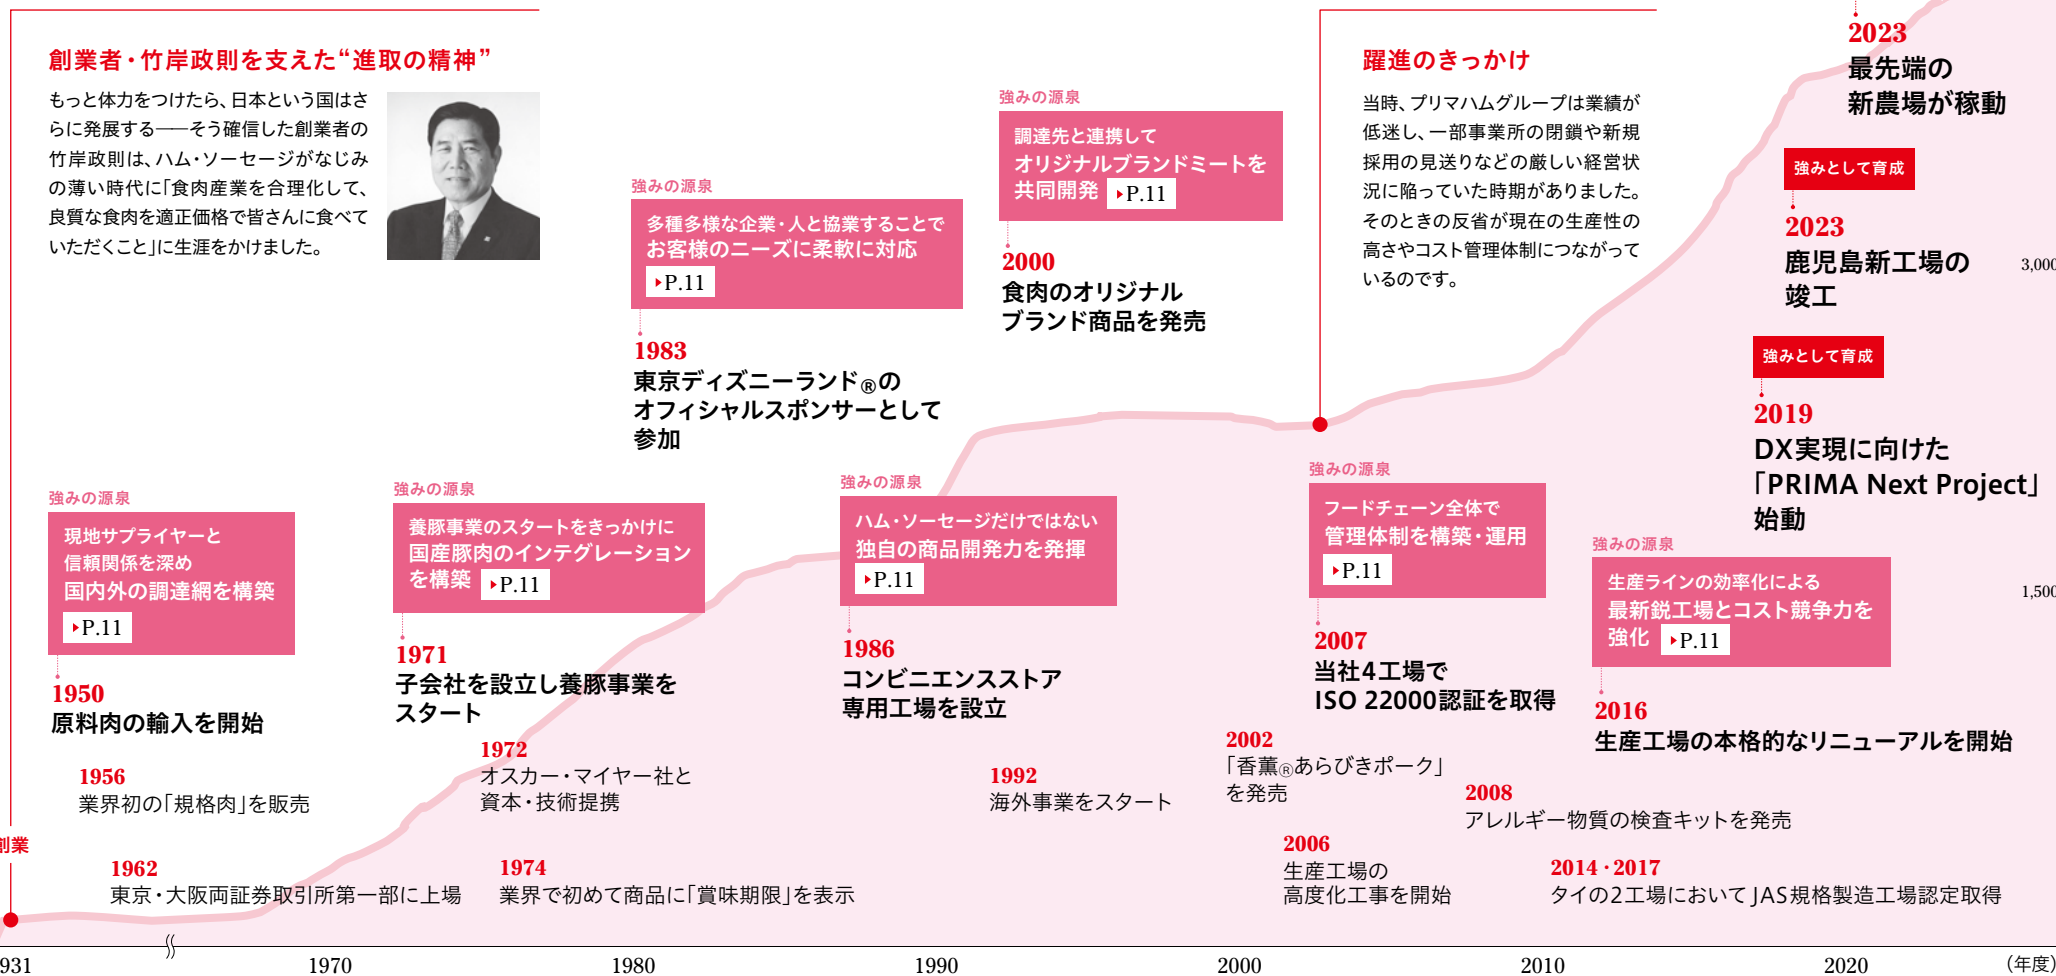 創業者・竹岸政則を支えた“進取の精神”
もっと体力をつけたら、日本という国はさ
らに発展する――そう確信した創業者の
竹岸政則は、ハム・ソーセージがなじみ
の薄い時代に「食肉産業を合理化して、
良質な食肉を適正価格で皆さんに食べて
いただくこと」に生涯をかけました。
躍進のきっかけ
当時、プリマハムグループは業績が
低迷し、一部事業所の閉鎖や新規
採用の見送りなどの厳しい経営状
況に陥っていた時期がありました。
そのときの反省が現在の生産性の
高さやコスト管理体制につながって
いるのです。
強みの源泉
現地サプライヤーと
信頼関係を深め
国内外の調達網を構築
P.11
1950
原料肉の輸入を開始
1956
業界初の「規格肉」を販売
創業
1962
東京・大阪両証券取引所第一部に上場
強みの源泉
養豚事業のスタートをきっかけに
国産豚肉のインテグレーション
を構築 P.11
1971
子会社を設立し養豚事業を
スタート
1972
オスカー・マイヤー社と
資本・技術提携
1974
業界で初めて商品に「賞味期限」を表示
強みの源泉
多種多様な企業・人と協業することで
お客様のニーズに柔軟に対応
P.11
1983
東京ディズニーランド®の
オフィシャルスポンサーとして
参加
強みの源泉
ハム・ソーセージだけではない
独自の商品開発力を発揮
P.11
1986
コンビニエンスストア
専用工場を設立
1992
海外事業をスタート
強みの源泉
調達先と連携して
オリジナルブランドミートを
共同開発 P.11
2000
食肉のオリジナル
ブランド商品を発売
2002
「香薫®あらびきポーク」
を発売
2006
生産工場の
高度化工事を開始
強みの源泉
フードチェーン全体で
管理体制を構築・運用
P.11
2007
当社4工場で
ISO 22000認証を取得
2008
アレルギー物質の検査キットを発売
2014・2017
タイの2工場においてJAS規格製造工場認定取得
強みの源泉
生産ラインの効率化による
最新鋭工場とコスト競争力を
強化 P.11
2016
生産工場の本格的なリニューアルを開始
強みとして育成
2019
DX実現に向けた
「PRIMA Next Project」
始動
強みとして育成
2023
鹿児島新工場の
竣工
2023
最先端の
新農場が稼動
3,000
1,500
931
1970
1980
1990
2000
2010
2020
（年度）